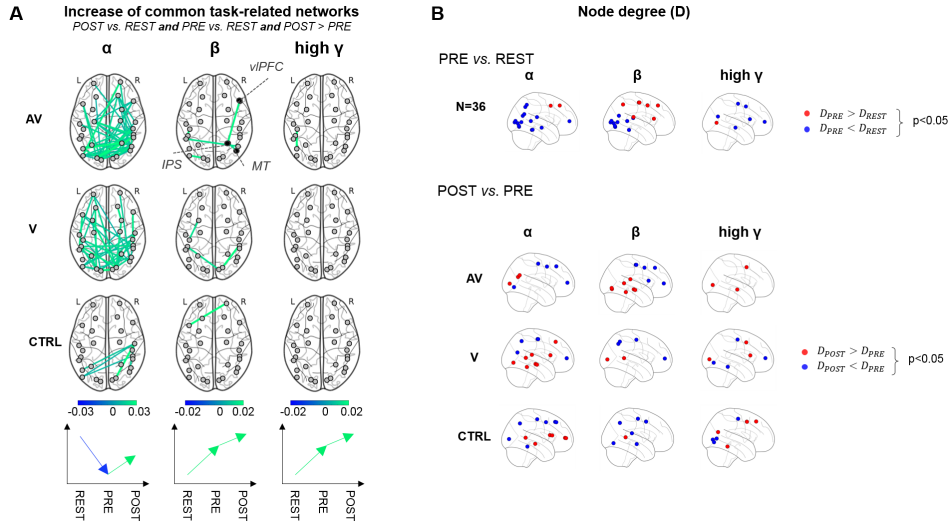 A
Increase of common task-related networks
POST vs. REST and PRE vs. REST and POST > PRE
α
β
high γ
L R L R L R
vlPFC
AV
IPS
MT
L R L R L R
V
L R L R L R
CTRL
-0.03 0 0.03
-0.02 0 0.02
-0.02 0 0.02
REST PRE POST
REST PRE POST
REST PRE POST
B
Node degree (D)
PRE vs. REST
α
β
high γ
N=36
D_PRE > D_REST
D_PRE < D_REST
p<0.05
POST vs. PRE
α
β
high γ
AV
V
D_POST > D_PRE
D_POST < D_PRE
p<0.05
CTRL